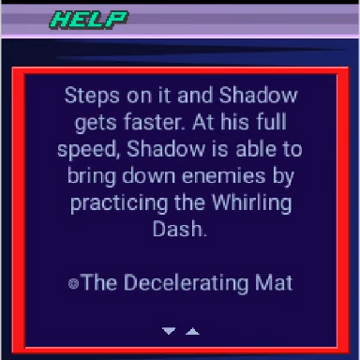 HELP
Steps on it and Shadow
gets faster. At his full
speed, Shadow is able to
bring down enemies by
practicing the Whirling
Dash.
◎The Decelerating Mat